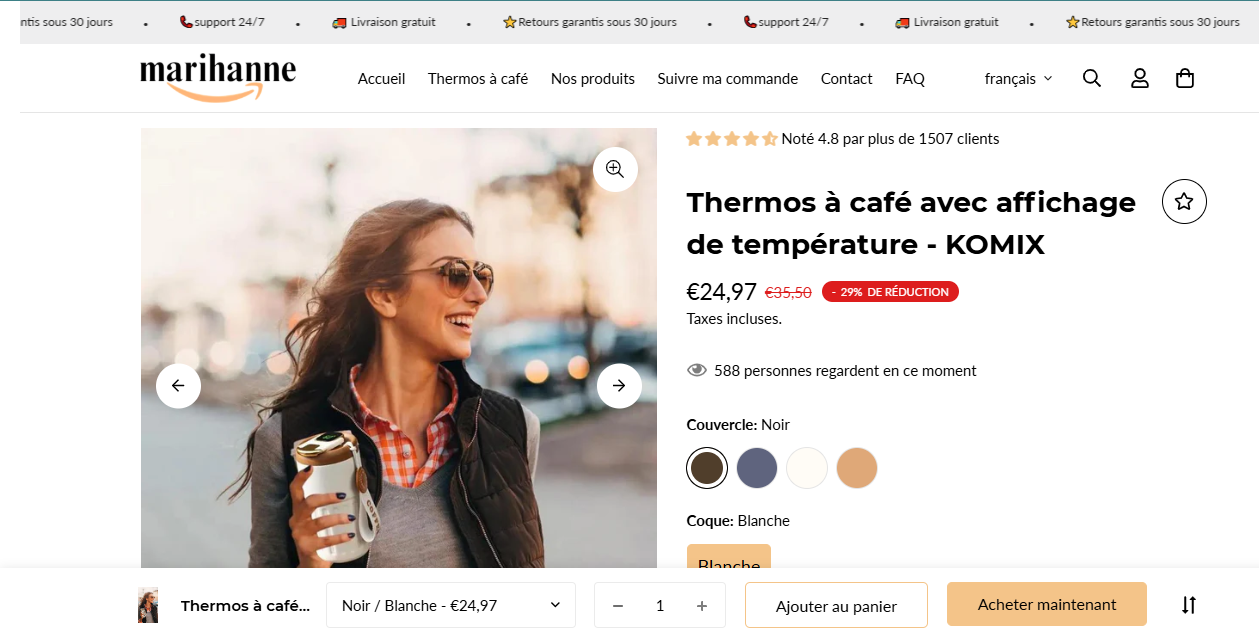 ntis sous 30 jours • support 24/7 • Livraison gratuit • Retours garantis sous 30 jours • support 24/7 • Livraison gratuit • Retours garantis sous 30 jours
marihanne
Accueil Thermos à café Nos produits Suivre ma commande Contact FAQ français
Noté 4.8 par plus de 1507 clients
Thermos à café avec affichage
de température - KOMIX
€24,97 €35,50 - 29% DE RÉDUCTION
Taxes incluses.
588 personnes regardent en ce moment
Couvercle: Noir
Coque: Blanche
Blanche
Thermos à café... Noir / Blanche - €24,97 − 1 + Ajouter au panier Acheter maintenant